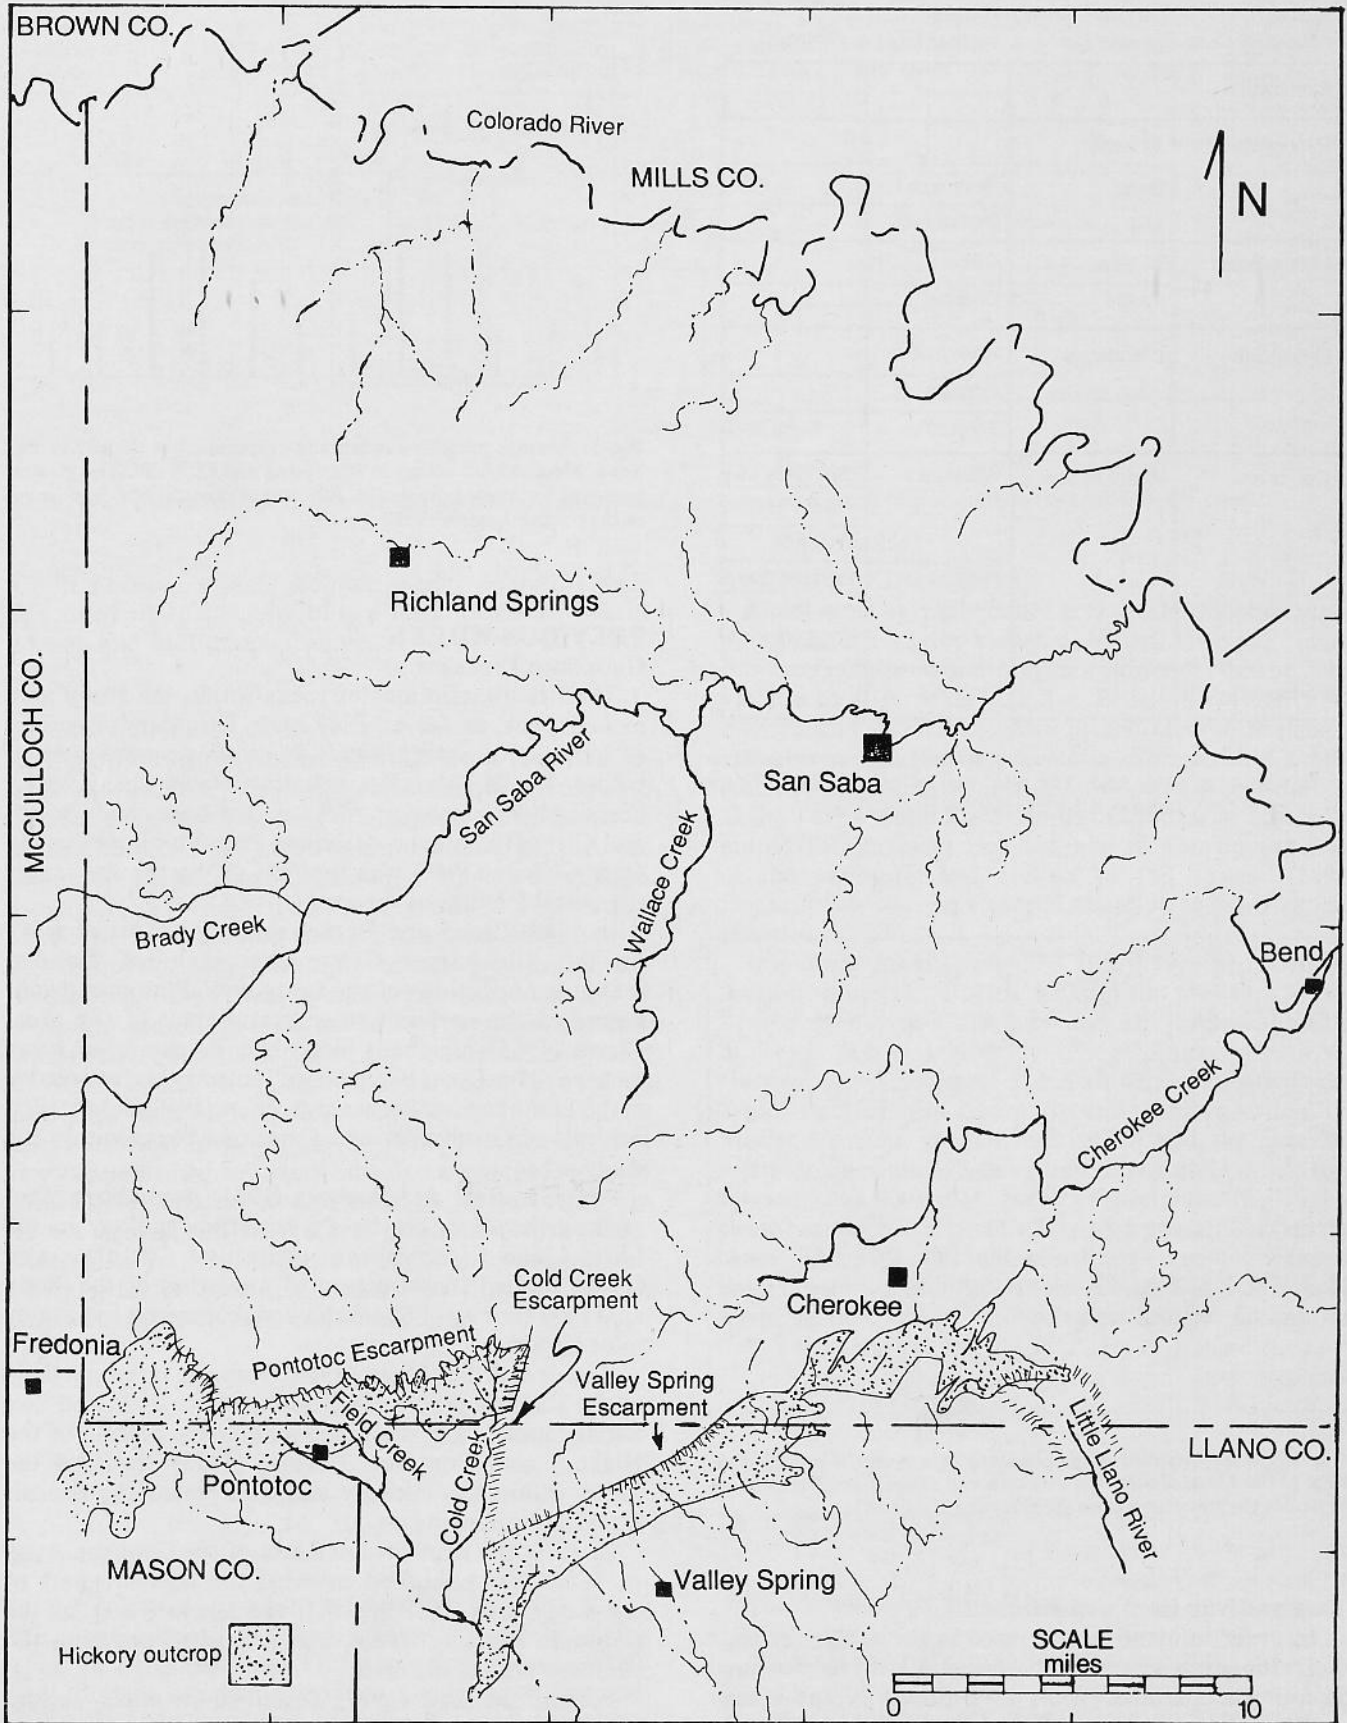 BROWN CO.
Colorado River
MILLS CO.
N
Richland Springs
McCULLOCH CO.
San Saba River
San Saba
Wallace Creek
Brady Creek
Bend
Cherokee Creek
Cold Creek
Escarpment
Cherokee
Fredonia
Pontotoc Escarpment
Valley Spring
Escarpment
Field Creek
Little Llano River
LLANO CO.
Pontotoc
Cold Creek
MASON CO.
Valley Spring
Hickory outcrop
SCALE
miles
0 10